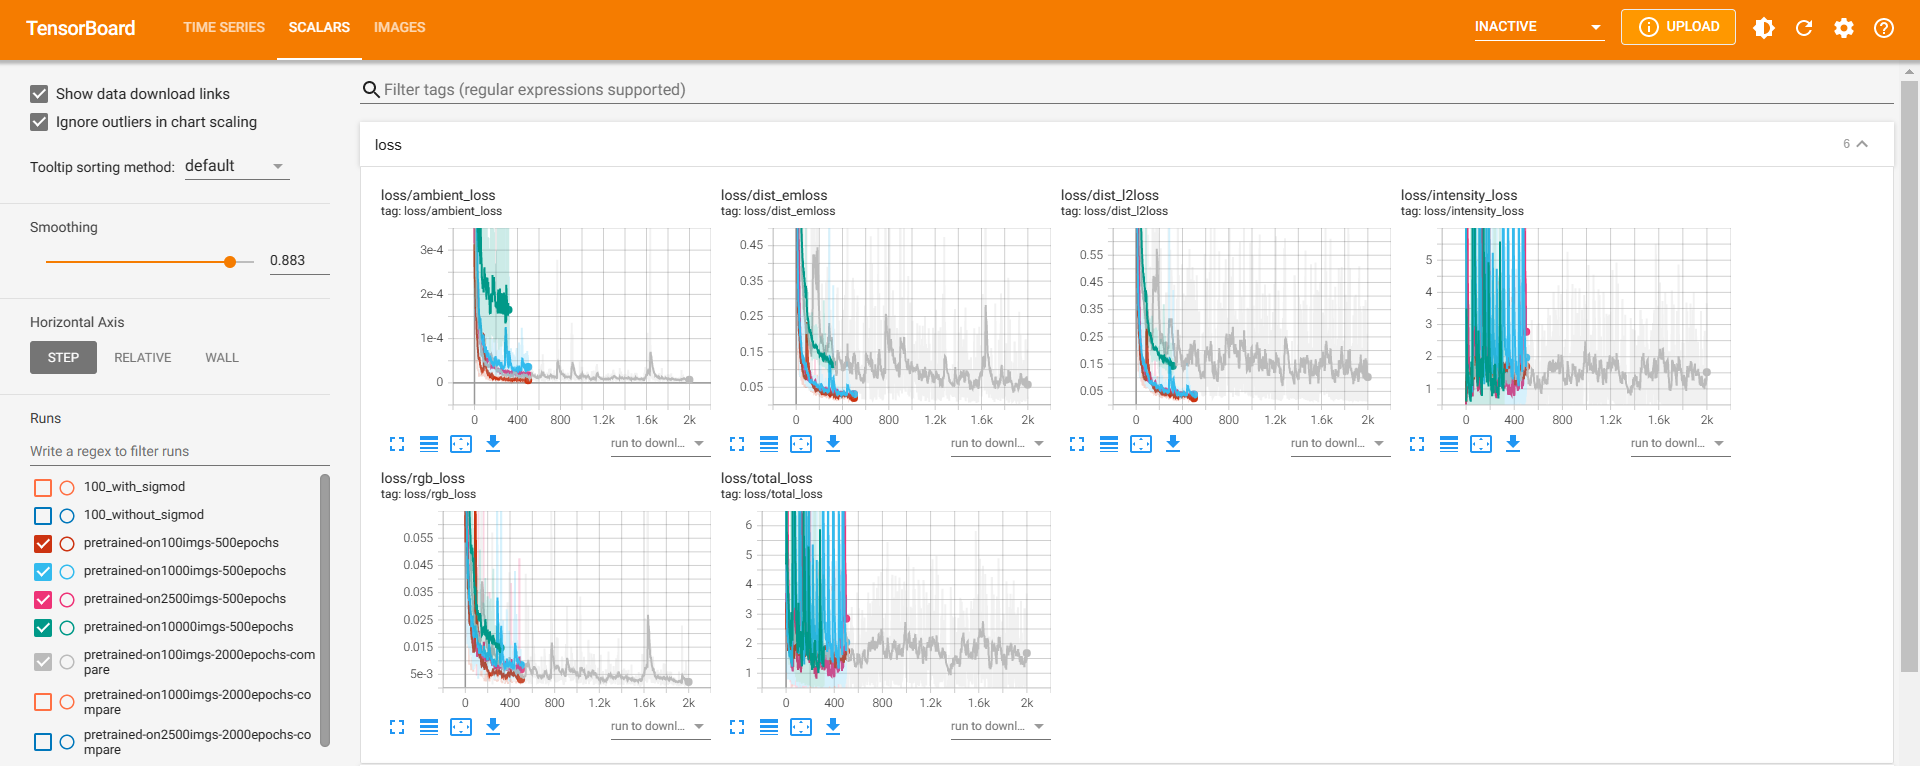 TensorBoard
TIME SERIES
SCALARS
IMAGES
INACTIVE
UPLOAD
Show data download links
Ignore outliers in chart scaling
Tooltip sorting method: default
Smoothing
0.883
Horizontal Axis
STEP
RELATIVE
WALL
Runs
Write a regex to filter runs
100_with_sigmod
100_without_sigmod
pretrained-on100imgs-500epochs
pretrained-on1000imgs-500epochs
pretrained-on2500imgs-500epochs
pretrained-on10000imgs-500epochs
pretrained-on100imgs-2000epochs-com
pare
pretrained-on1000imgs-2000epochs-co
mpare
pretrained-on2500imgs-2000epochs-co
mpare
Filter tags (regular expressions supported)
loss
6
loss/ambient_loss
tag: loss/ambient_loss
3e-4
2e-4
1e-4
0
0 400 800 1.2k 1.6k 2k
run to downl...
loss/dist_emloss
tag: loss/dist_emloss
0.45
0.35
0.25
0.15
0.05
0 400 800 1.2k 1.6k 2k
run to downl...
loss/dist_l2loss
tag: loss/dist_l2loss
0.55
0.45
0.35
0.25
0.15
0.05
0 400 800 1.2k 1.6k 2k
run to downl...
loss/intensity_loss
tag: loss/intensity_loss
5
4
3
2
1
0 400 800 1.2k 1.6k 2k
run to downl...
loss/rgb_loss
tag: loss/rgb_loss
0.055
0.045
0.035
0.025
0.015
5e-3
0 400 800 1.2k 1.6k 2k
run to downl...
loss/total_loss
tag: loss/total_loss
6
5
4
3
2
1
0 400 800 1.2k 1.6k 2k
run to downl...